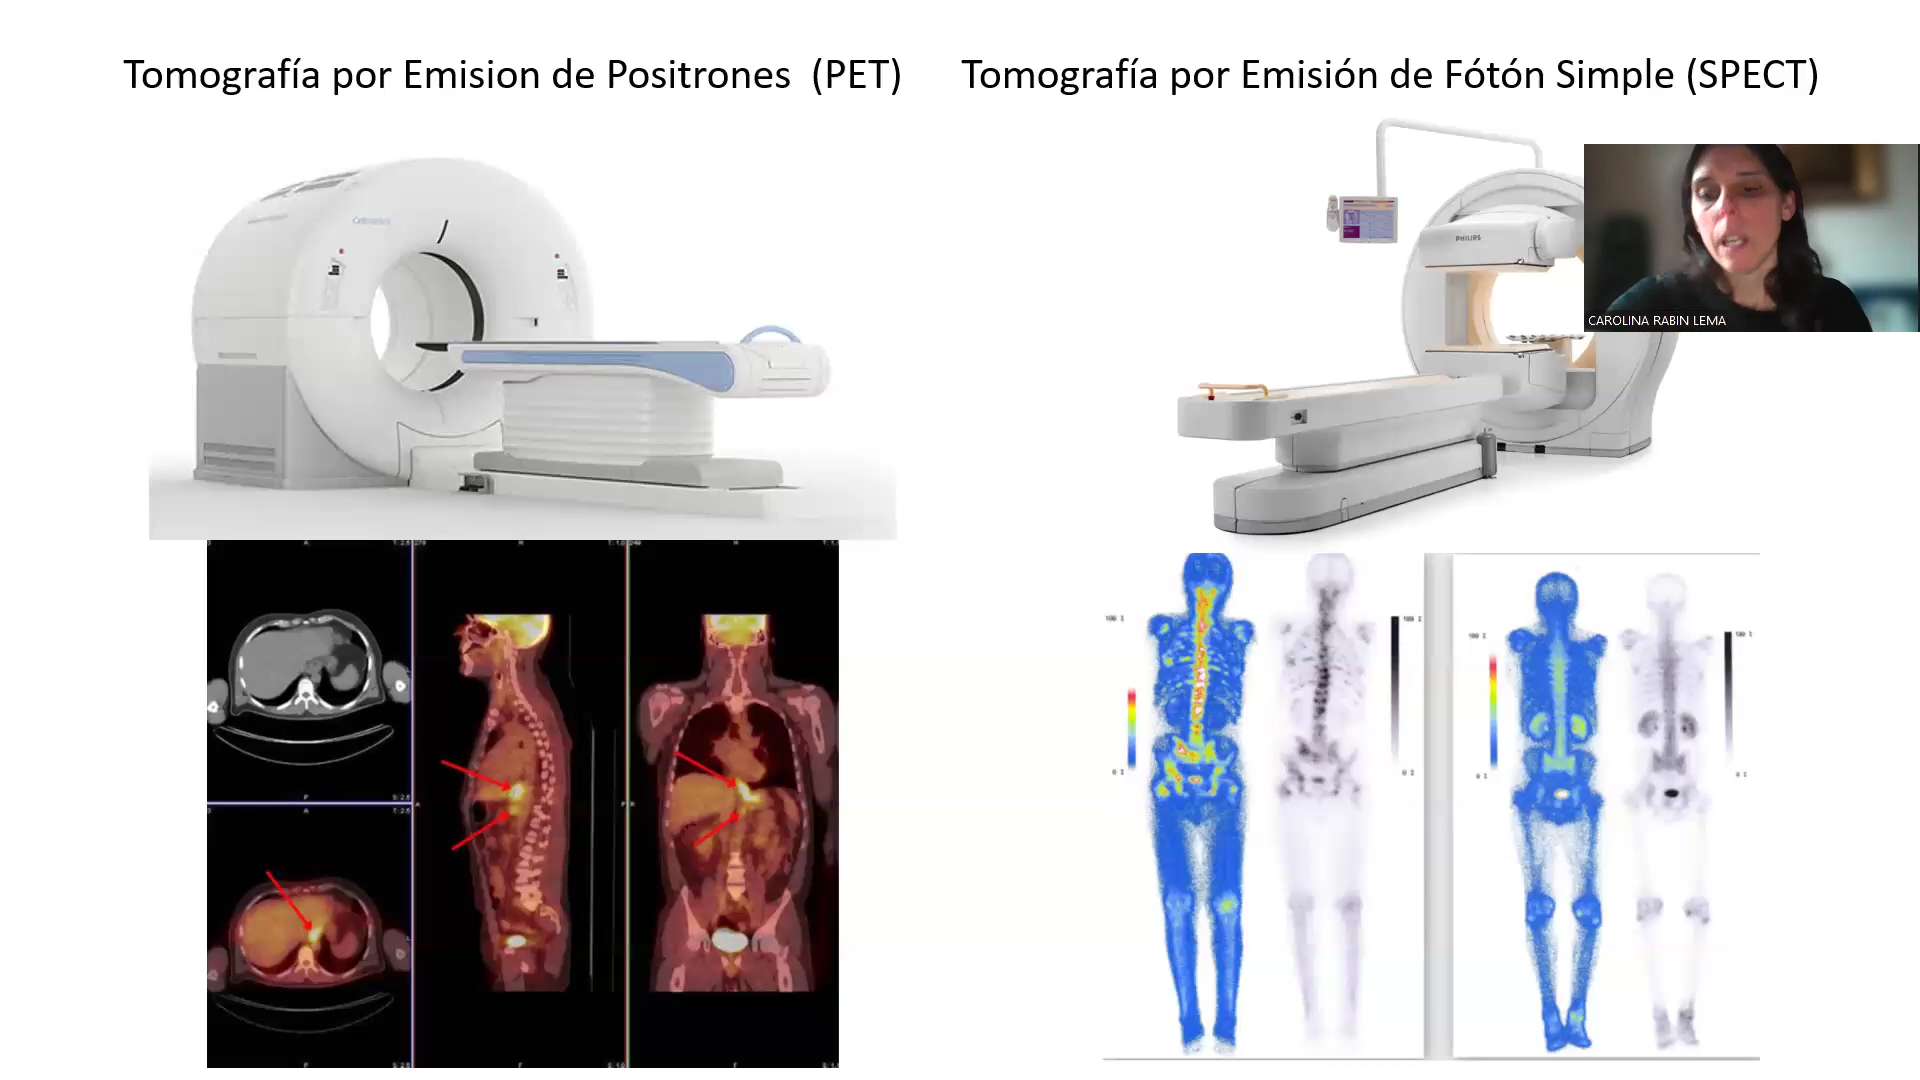 Tomografía por Emision de Positrones (PET)
Tomografía por Emisión de Fótón Simple (SPECT)
PHILIPS
CAROLINA RABIN LEMA